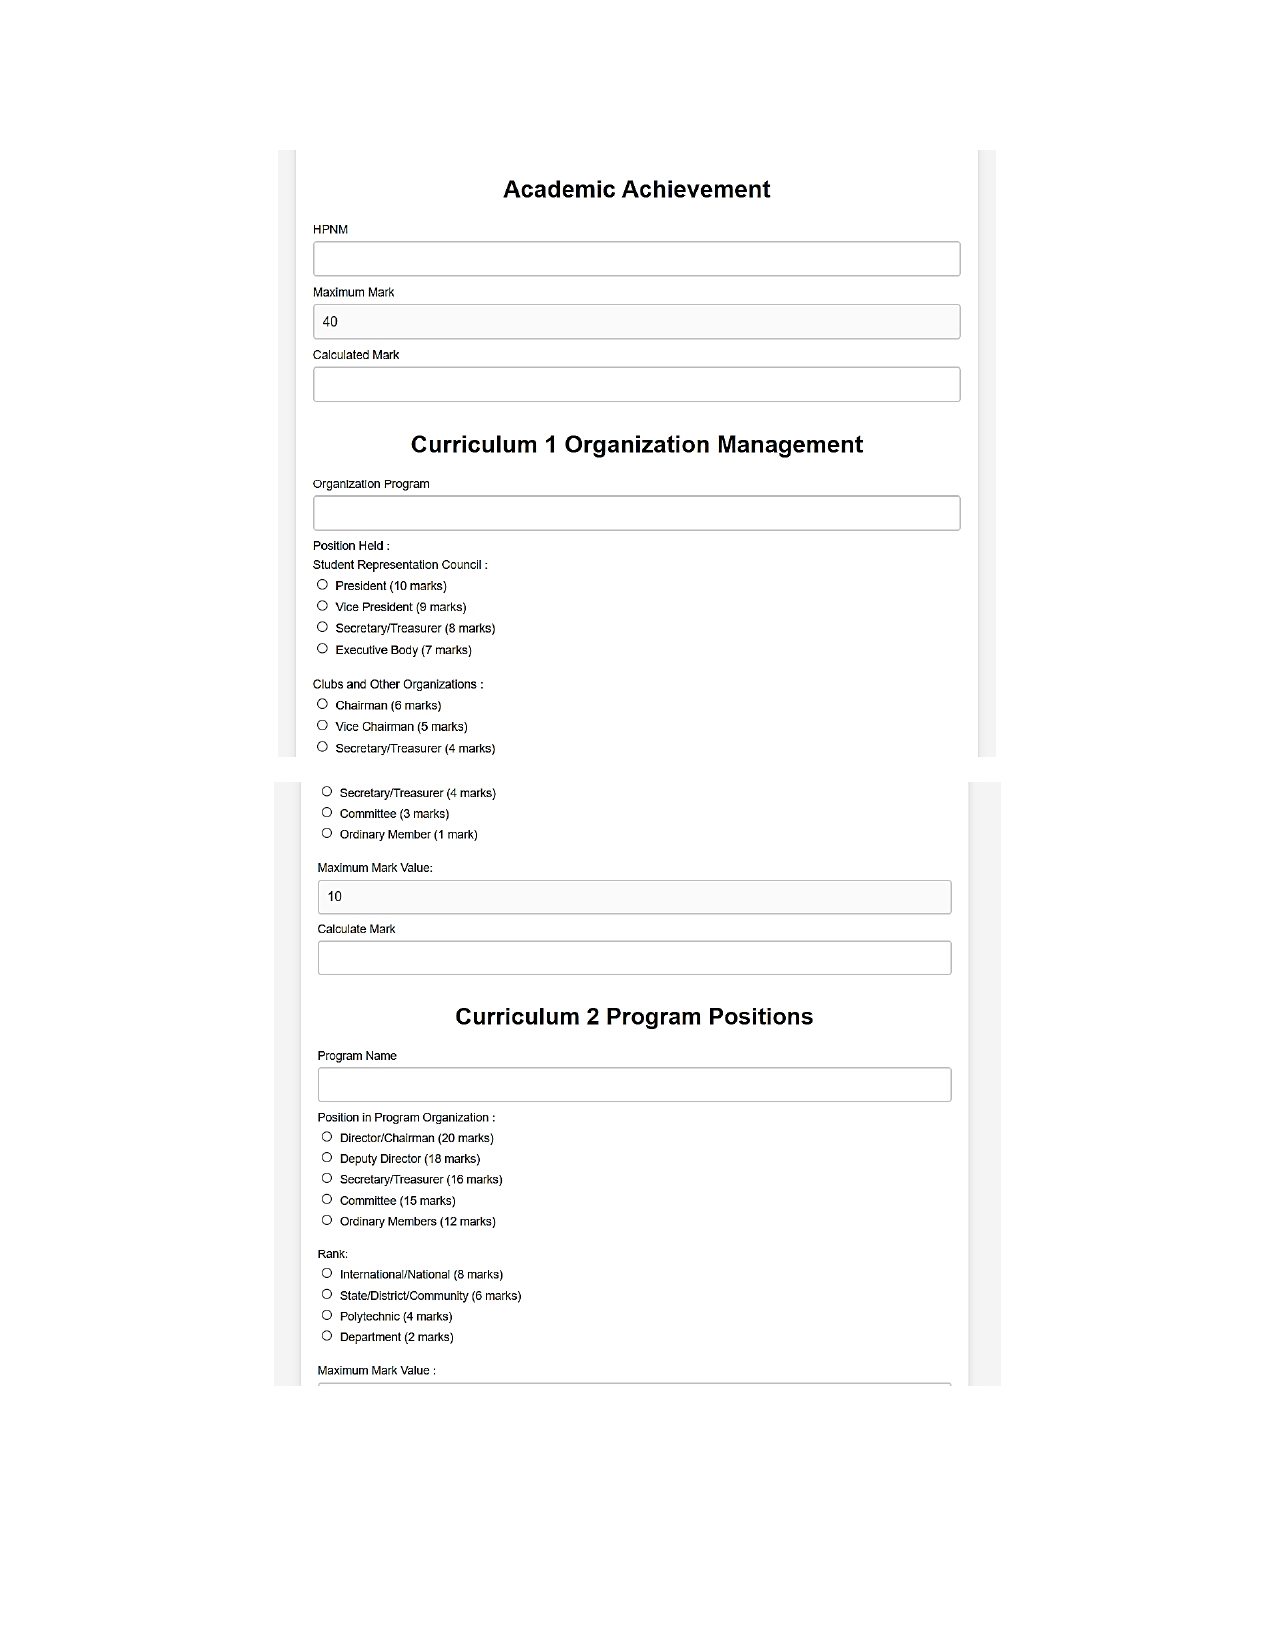 Academic Achievement
HPNM
Maximum Mark
40
Calculated Mark
Curriculum 1 Organization Management
Organization Program
Position Held :
Student Representation Council :
President (10 marks)
Vice President (9 marks)
Secretary/Treasurer (8 marks)
Executive Body (7 marks)
Clubs and Other Organizations :
Chairman (6 marks)
Vice Chairman (5 marks)
Secretary/Treasurer (4 marks)
Secretary/Treasurer (4 marks)
Committee (3 marks)
Ordinary Member (1 mark)
Maximum Mark Value:
10
Calculate Mark
Curriculum 2 Program Positions
Program Name
Position in Program Organization :
Director/Chairman (20 marks)
Deputy Director (18 marks)
Secretary/Treasurer (16 marks)
Committee (15 marks)
Ordinary Members (12 marks)
Rank:
International/National (8 marks)
State/District/Community (6 marks)
Polytechnic (4 marks)
Department (2 marks)
Maximum Mark Value :